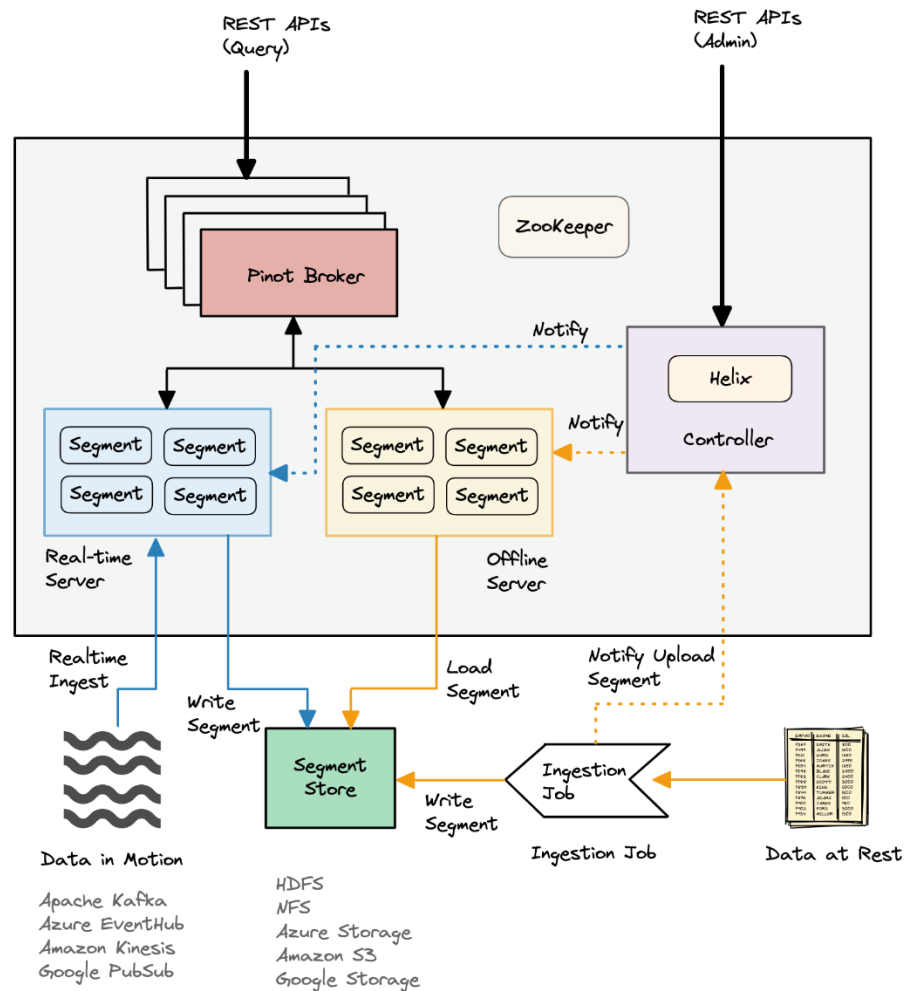 REST APIs
(Query)
REST APIs
(Admin)
ZooKeeper
Pinot Broker
Notify
Helix
Controller
Notify
Segment
Segment
Segment
Segment
Segment
Segment
Segment
Segment
Real-time
Server
Offline
Server
Realtime
Ingest
Write
Segment
Load
Segment
Notify Upload
Segment
Segment
Store
Write
Segment
Ingestion
Job
Data in Motion
Ingestion Job
Data at Rest
Apache Kafka
Azure EventHub
Amazon Kinesis
Google PubSub
HDFS
NFS
Azure Storage
Amazon S3
Google Storage